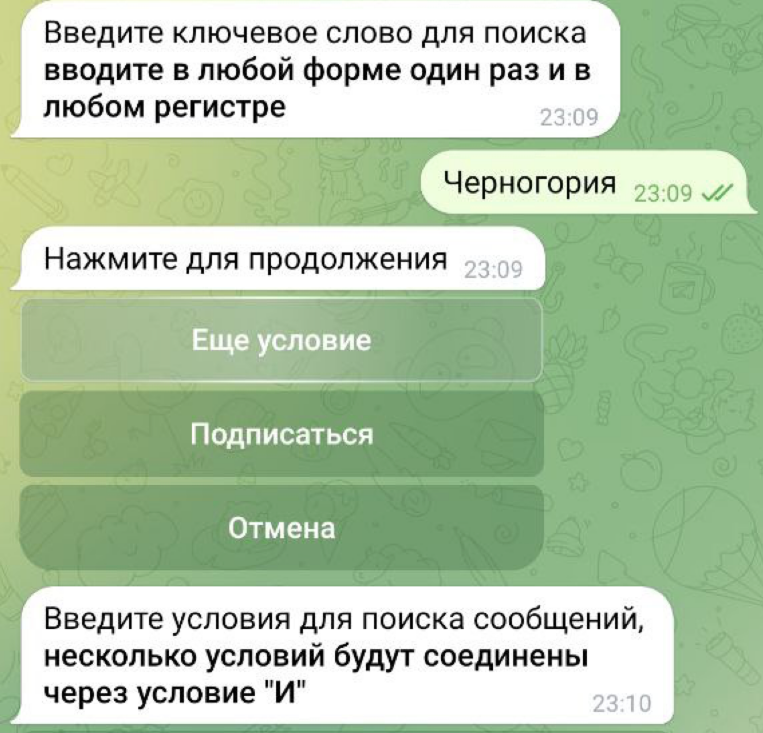 Введите ключевое слово для поиска
вводите в любой форме один раз и в
любом регистре
23:09
Черногория 23:09
Нажмите для продолжения 23:09
Еще условие
Подписаться
Отмена
Введите условия для поиска сообщений,
несколько условий будут соединены
через условие "И"
23:10